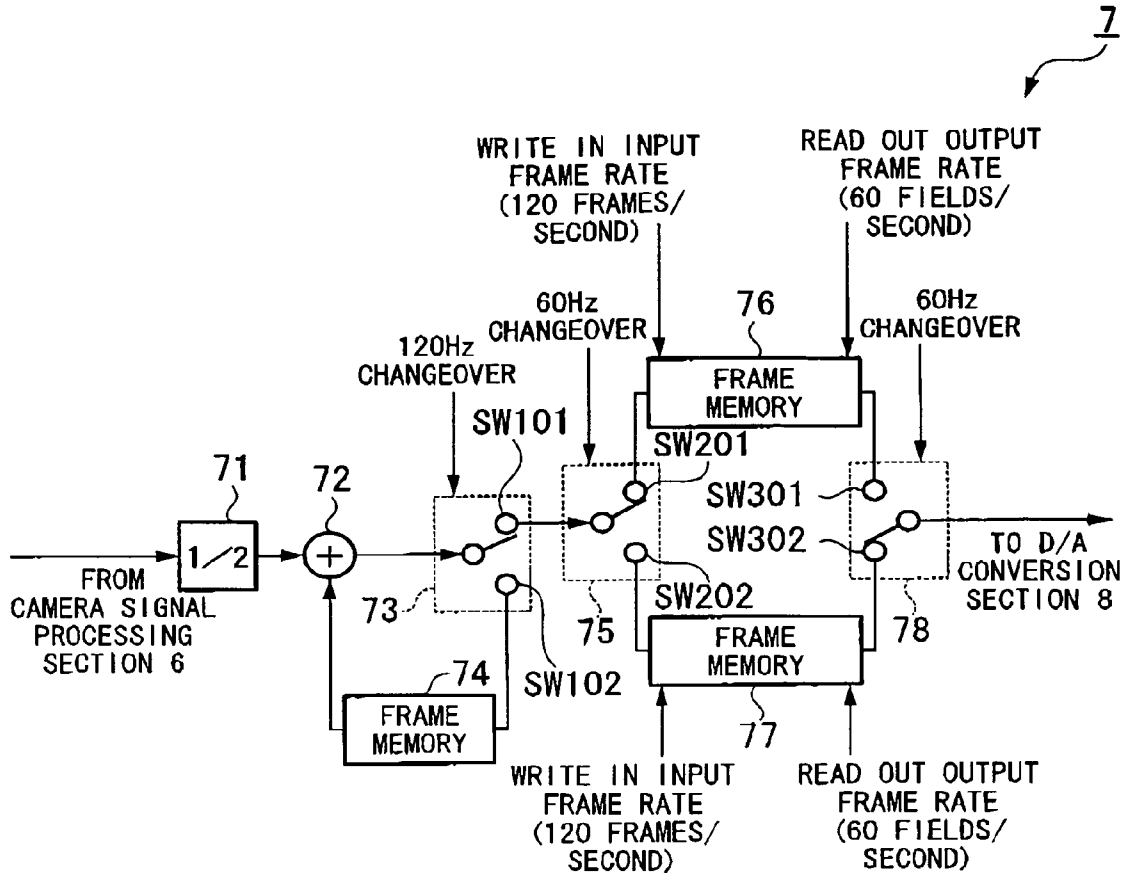 7
WRITE IN INPUT
FRAME RATE
(120 FRAMES/
SECOND)
READ OUT OUTPUT
FRAME RATE
(60 FIELDS/
SECOND)
60Hz
CHANGEOVER
76
60Hz
CHANGEOVER
120Hz
CHANGEOVER
FRAME
MEMORY
SW101
SW201
71
72
SW301
1/2
+
SW302
FROM
CAMERA SIGNAL
PROCESSING
SECTION 6
TO D/A
CONVERSION
SECTION 8
73
75
SW202
78
FRAME
MEMORY
74
SW102
FRAME
MEMORY
77
WRITE IN INPUT
FRAME RATE
(120 FRAMES/
SECOND)
READ OUT OUTPUT
FRAME RATE
(60 FIELDS/
SECOND)